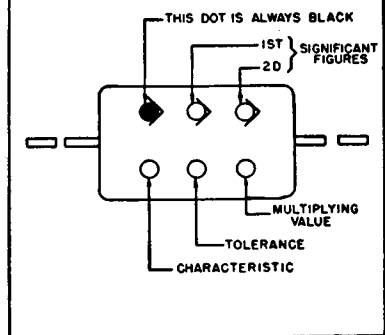 THIS DOT IS ALWAYS BLACK
1ST
2D
SIGNIFICANT
FIGURES
MULTIPLYING
VALUE
TOLERANCE
CHARACTERISTIC